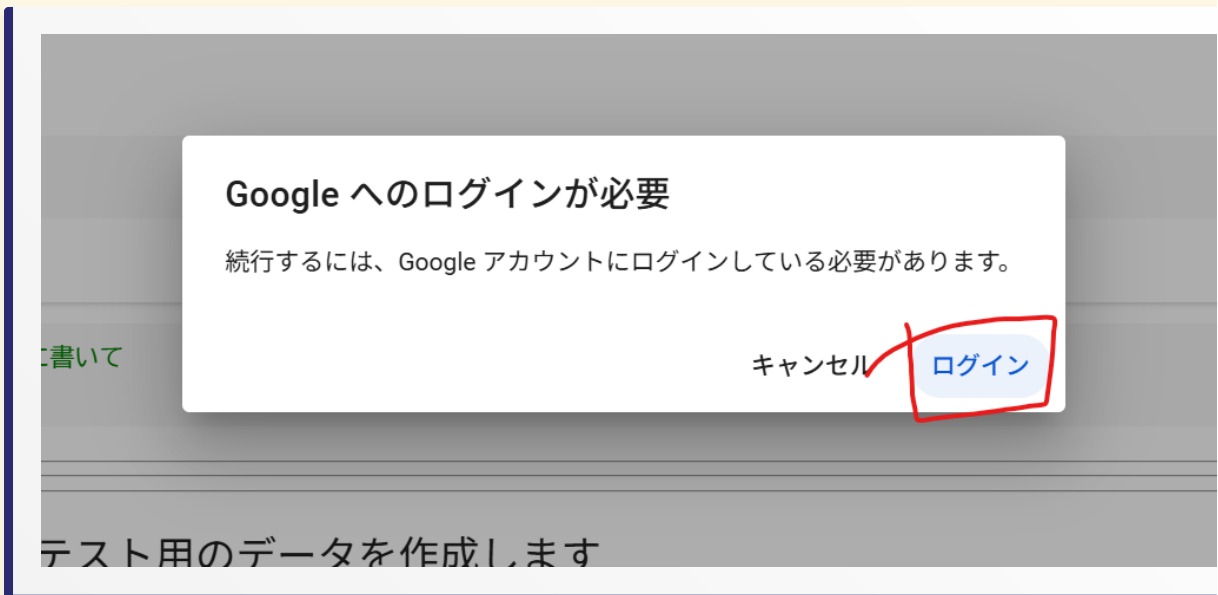 Google へのログインが必要
続行するには、Google アカウントにログインしている必要があります。
に書いて
キャンセル ログイン
テスト用のデータを作成します